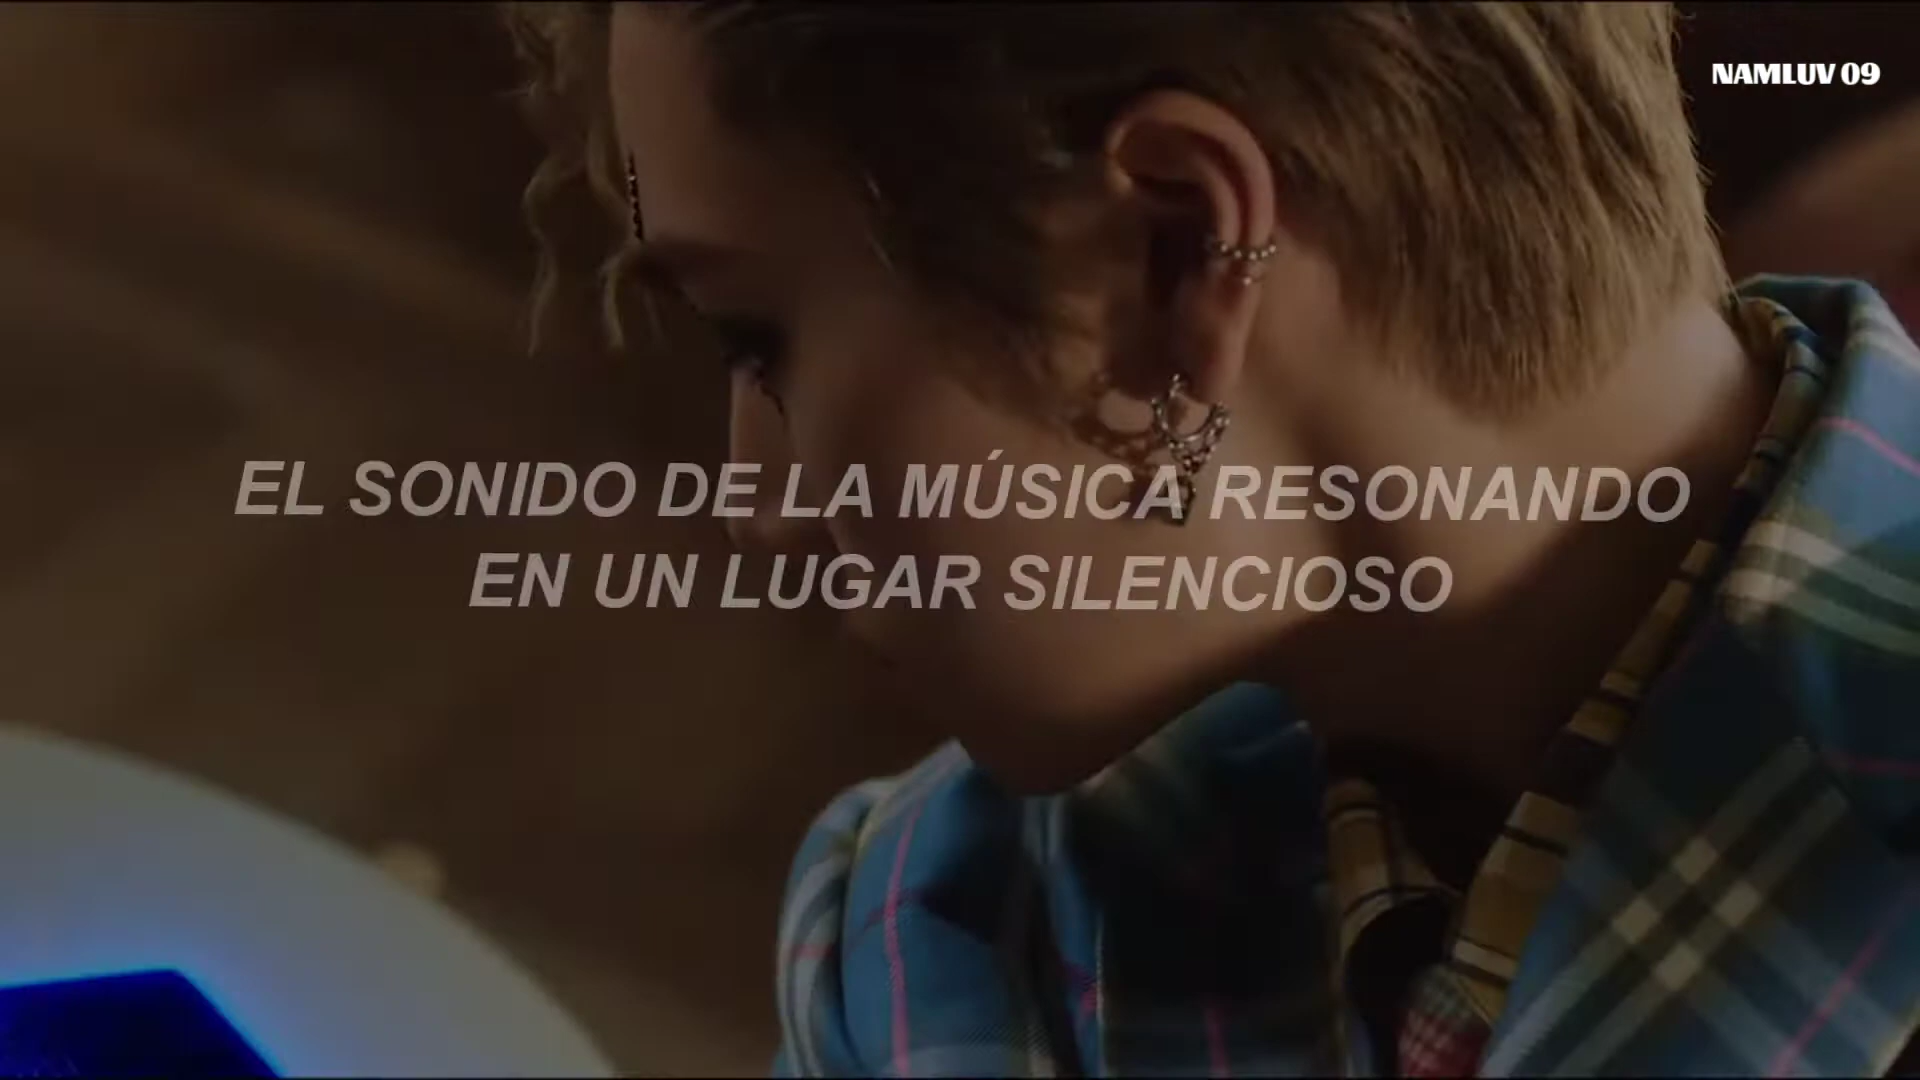 NAMLUV 09
EL SONIDO DE LA MÚSICA RESONANDO
EN UN LUGAR SILENCIOSO